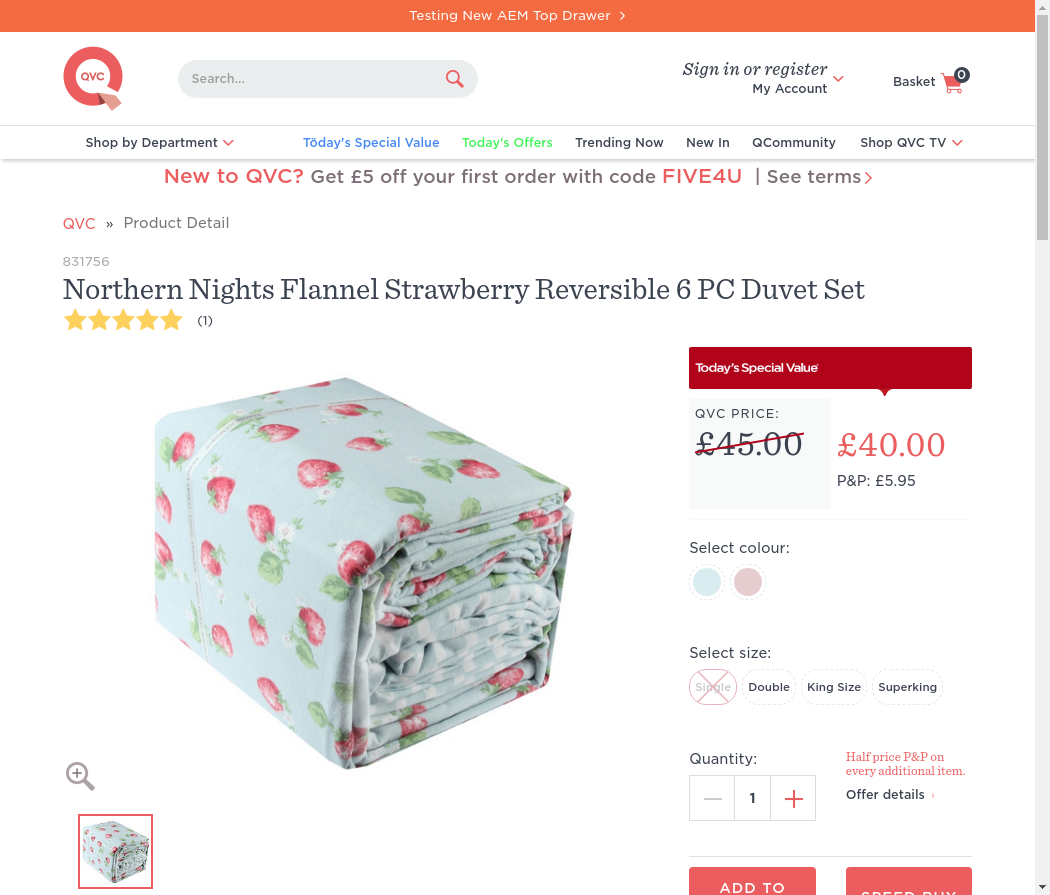 Testing New AEM Top Drawer
QVC
Search...
Sign in or register
My Account
Basket
0
Shop by Department
Töday's Special Value
Today's Offers
Trending Now
New In
QCommunity
Shop QVC TV
New to QVC? Get £5 off your first order with code FIVE4U | See terms
QVC » Product Detail
831756
Northern Nights Flannel Strawberry Reversible 6 PC Duvet Set
(1)
Today's Special Value
QVC PRICE:
£45.00
£40.00
P&P: £5.95
Select colour:
Select size:
Single
Double
King Size
Superking
Quantity:
1
Half price P&P on
every additional item.
Offer details
ADD TO
SPEED BUY